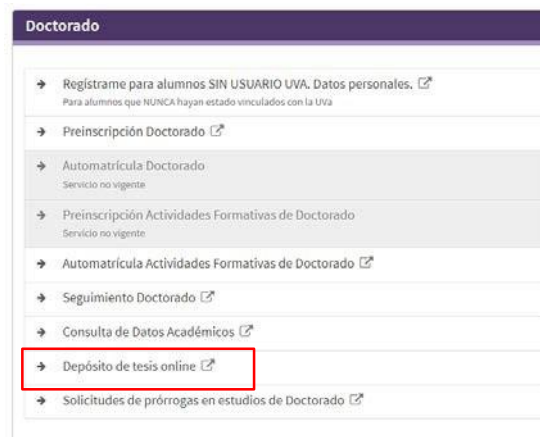 Doctorado
Regístrame para alumnos SIN USUARIO UVA. Datos personales.
Para alumnos que NUNCA hayan estado vinculados con la UVa
Preinscripción Doctorado
Automatrícula Doctorado
Servicio no vigente
Preinscripción Actividades Formativas de Doctorado
Servicio no vigente
Automatrícula Actividades Formativas de Doctorado
Seguimiento Doctorado
Consulta de Datos Académicos
Depósito de tesis online
Solicitudes de prórrogas en estudios de Doctorado